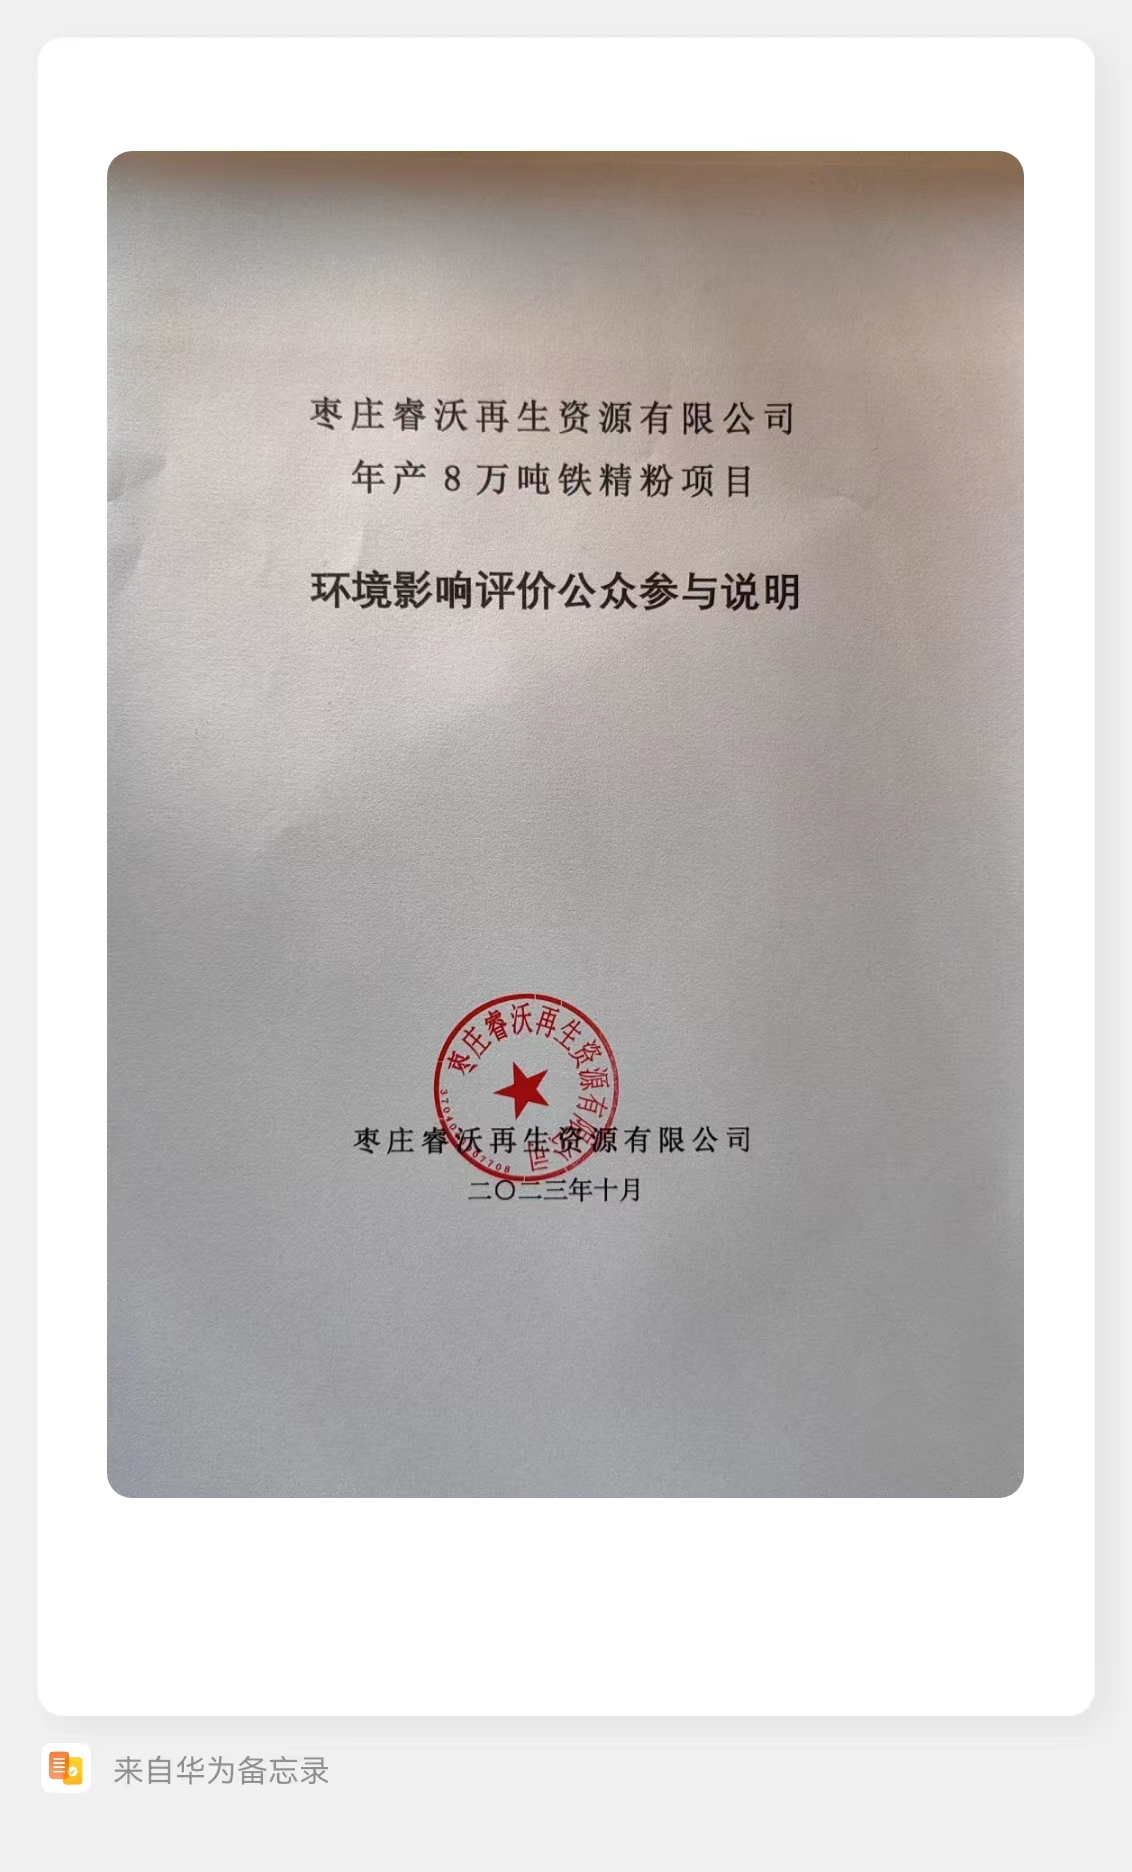 枣庄睿沃再生资源有限公司
年产8万吨铁精粉项目
环境影响评价公众参与说明
枣庄睿沃再生资源有限公司
枣庄睿沃再生资源有限公司
二〇二三年十月
来自华为备忘录